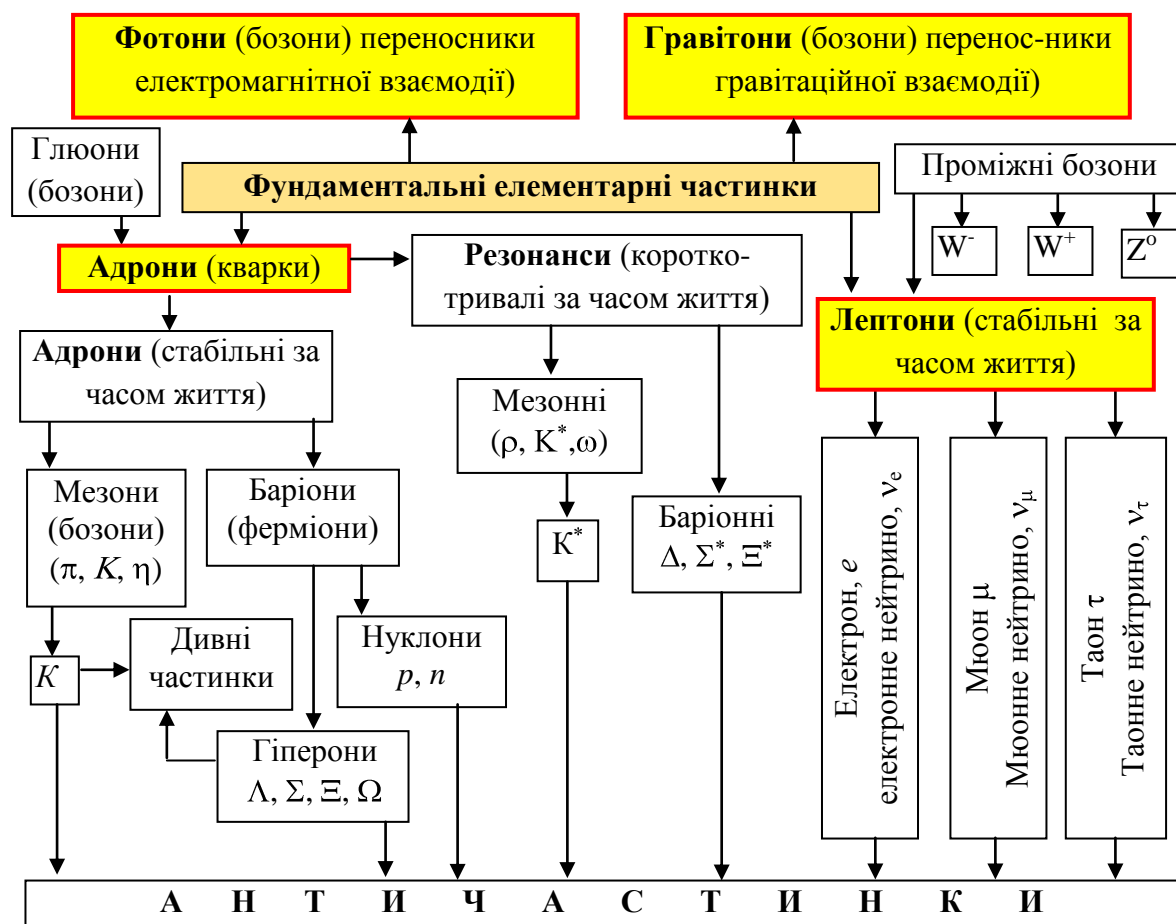 Фотони (бозони) переносники
електромагнітної взаємодії)
Гравітони (бозони) перенос-ники
гравітаційної взаємодії)
Глюони
(бозони)
Фундаментальні елементарні частинки
Проміжні бозони
W⁻
W⁺
Zᵒ
Адрони (кварки)
Резонанси (коротко-
тривалі за часом життя)
Лептони (стабільні за
часом життя)
Адрони (стабільні за
часом життя)
Мезонні
(ρ, K*,ω)
Мезони
(бозони)
(π, K, η)
Баріони
(ферміони)
K*
Баріонні
Δ, Σ*, Ξ*
Електрон, e
електронне нейтрино, νe
Мюон μ
Мюонне нейтрино, νμ
Таон τ
Таонне нейтрино, ντ
K
Дивні
частинки
Нуклони
p, n
Гіперони
Λ, Σ, Ξ, Ω
А Н Т И Ч А С Т И Н К И